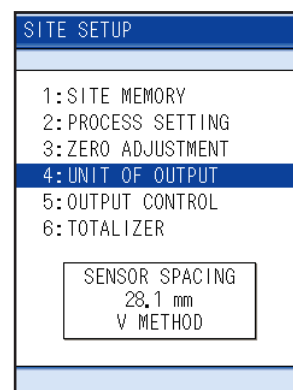 SITE SETUP
1:SITE MEMORY
2:PROCESS SETTING
3:ZERO ADJUSTMENT
4:UNIT OF OUTPUT
5:OUTPUT CONTROL
6:TOTALIZER
SENSOR SPACING
28.1 mm
V METHOD